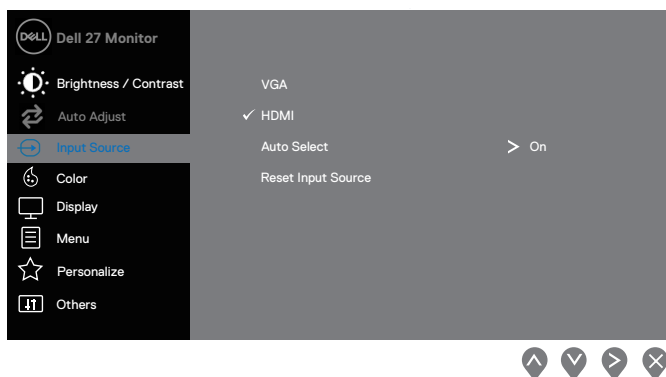 DELL Dell 27 Monitor
Brightness / Contrast
VGA
Auto Adjust
✓ HDMI
Input Source
Auto Select
> On
Color
Reset Input Source
Display
Menu
Personalize
Others